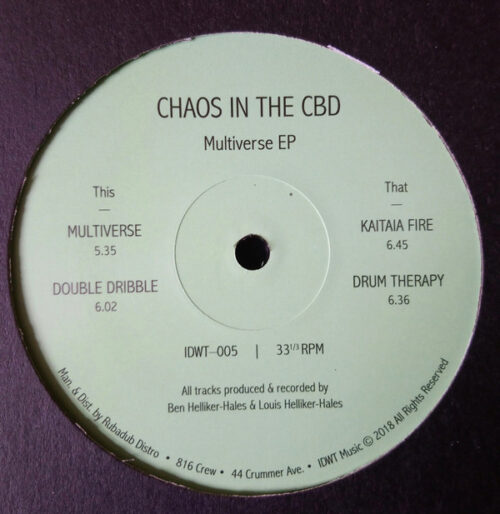 CHAOS IN THE CBD
Multiverse EP
This
—
MULTIVERSE
5.35
DOUBLE DRIBBLE
6.02
That
—
KAITAIA FIRE
6.45
DRUM THERAPY
6.36
IDWT-005 | 33 1/3 RPM
All tracks produced & recorded by
Ben Helliker-Hales & Louis Helliker-Hales
Man. & Dist. by Rubadub Distro • 816 Crew • 44 Crummer Ave. • IDWT Music © 2018 All Rights Reserved